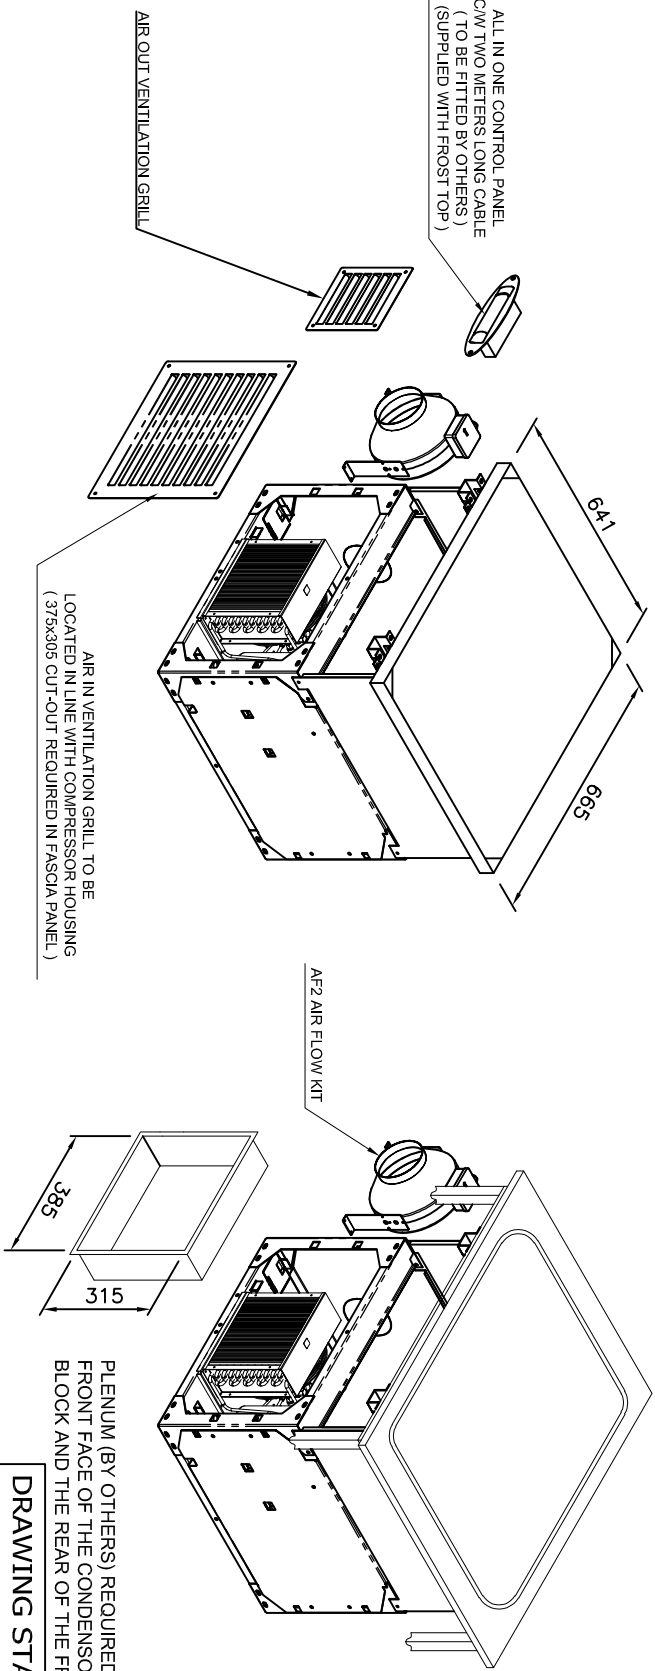 ALL IN ONE CONTROL PANEL
C/W TWO METERS LONG CABLE
( TO BE FITTED BY OTHERS )
(SUPPLIED WITH FROST TOP )
AIR OUT VENTILATION GRILL
641
665
AIR IN VENTILATION GRILL TO BE
LOCATED IN LINE WITH COMPRESSOR HOUSING
( 375x305 CUT-OUT REQUIRED IN FASCIA PANEL )
AF2 AIR FLOW KIT
385
315
PLENUM (BY OTHERS) REQUIRED
FRONT FACE OF THE CONDENSO
BLOCK AND THE REAR OF THE FR
DRAWING STA